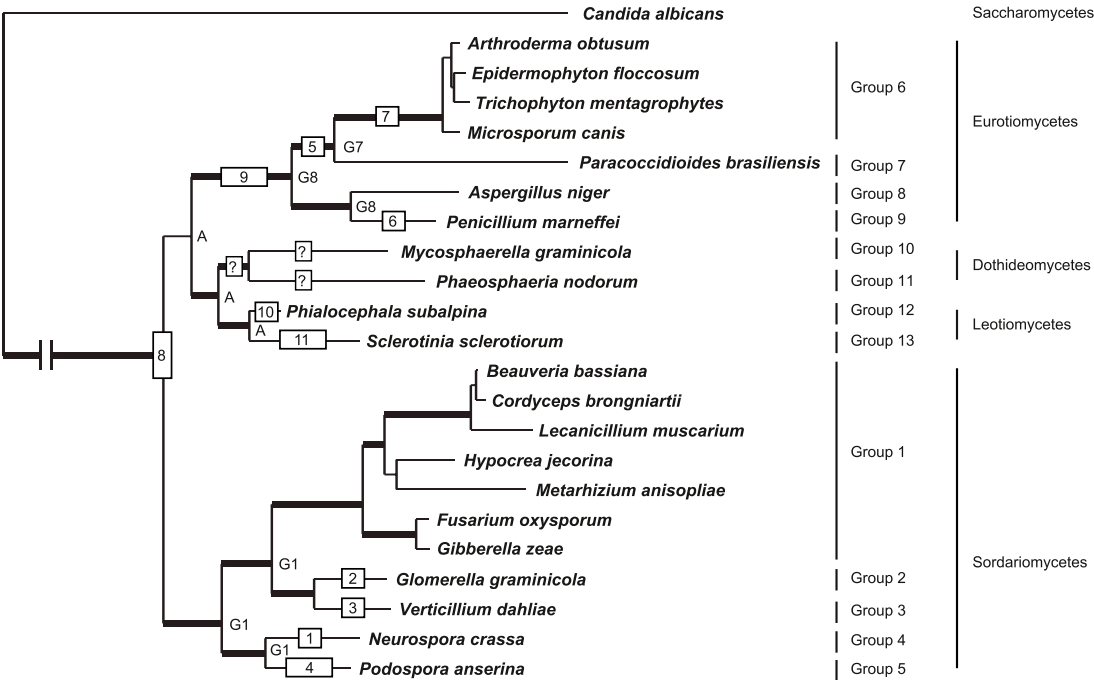 Candida albicans Saccharomycetes
Arthroderma obtusum
Epidermophyton floccosum
Group 6
Trichophyton mentagrophytes
7
Eurotiomycetes
Microsporum canis
5 G7
Paracoccidioides brasiliensis Group 7
9 G8
Aspergillus niger Group 8
G8
6 Penicillium marneffei Group 9
A
? Mycosphaerella graminicola Group 10
?
Dothideomycetes
? Phaeosphaeria nodorum Group 11
A
10 Phialocephala subalpina Group 12
A
Leotiomycetes
11 Sclerotinia sclerotiorum Group 13
8
Beauveria bassiana
Cordyceps brongniartii
Lecanicillium muscarium
Group 1
Hypocrea jecorina
Metarhizium anisopliae
Fusarium oxysporum
Gibberella zeae
G1
Sordariomycetes
2 Glomerella graminicola Group 2
3 Verticillium dahliae Group 3
G1
1 Neurospora crassa Group 4
G1
4 Podospora anserina Group 5